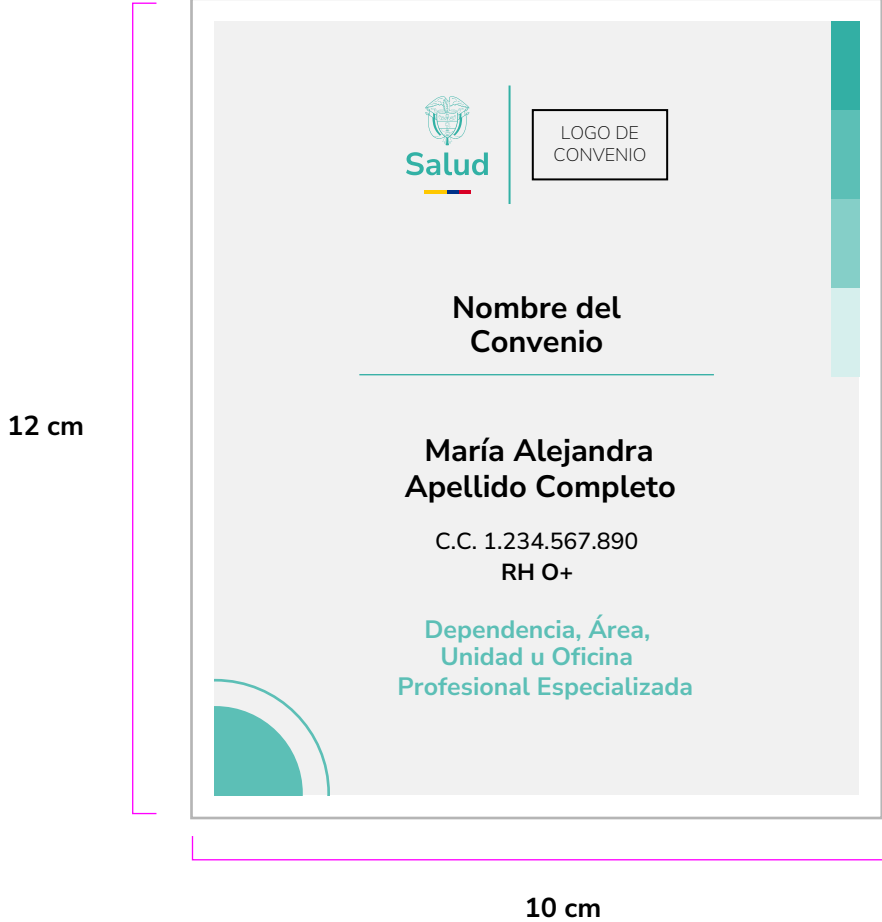 Salud
LOGO DE
CONVENIO
Nombre del
Convenio
12 cm
María Alejandra
Apellido Completo
C.C. 1.234.567.890
RH O+
Dependencia, Área,
Unidad u Oficina
Profesional Especializada
10 cm